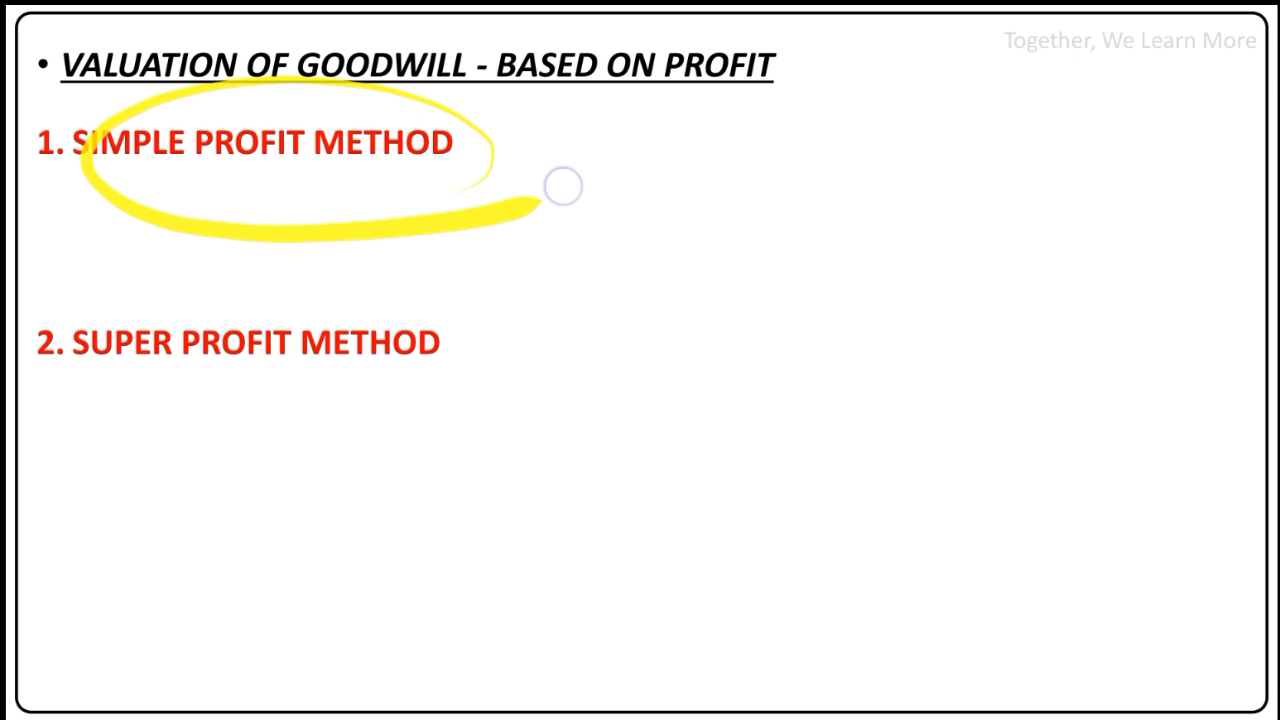 Together, We Learn More
• VALUATION OF GOODWILL - BASED ON PROFIT
1. SIMPLE PROFIT METHOD
2. SUPER PROFIT METHOD